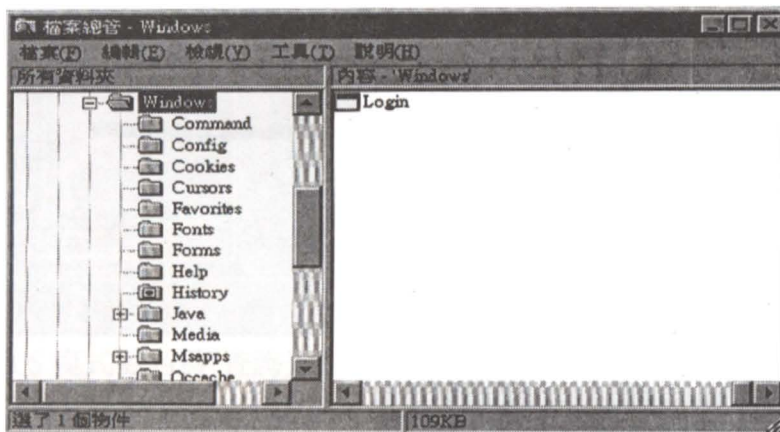 檔案總管 - Windows
檔案(F) 編輯(E) 檢視(V) 工具(T) 說明(H)
所有資料夾
內容 - 'Windows'
Windows
Command
Config
Cookies
Cursors
Favorites
Fonts
Forms
Help
History
Java
Media
Msapps
Occache
Login
選了 1 個物件
109KB